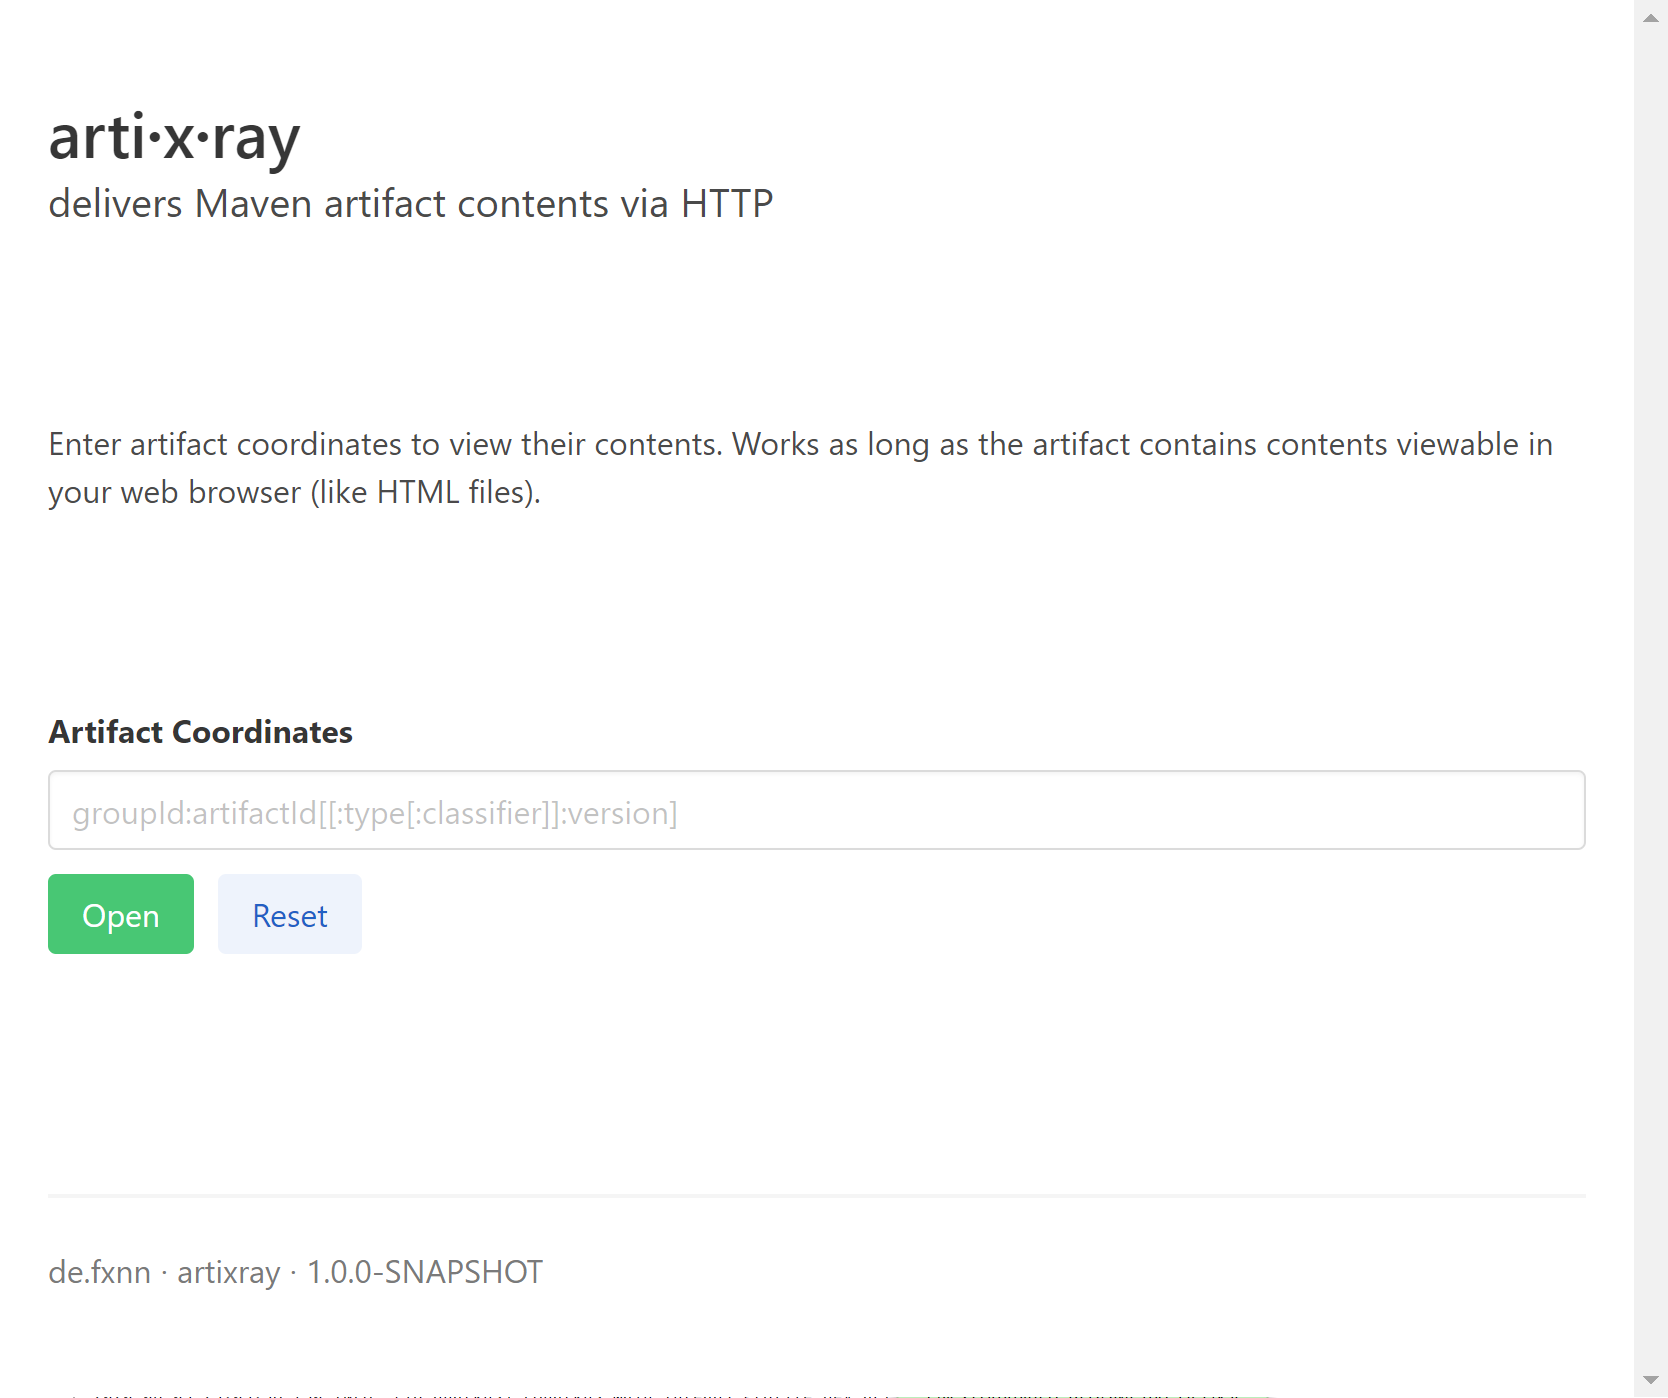 arti·x·ray
delivers Maven artifact contents via HTTP
Enter artifact coordinates to view their contents. Works as long as the artifact contains contents viewable in
your web browser (like HTML files).
Artifact Coordinates
groupId:artifactId[[:type[:classifier]]:version]
Open Reset
de.fxnn · artixray · 1.0.0-SNAPSHOT